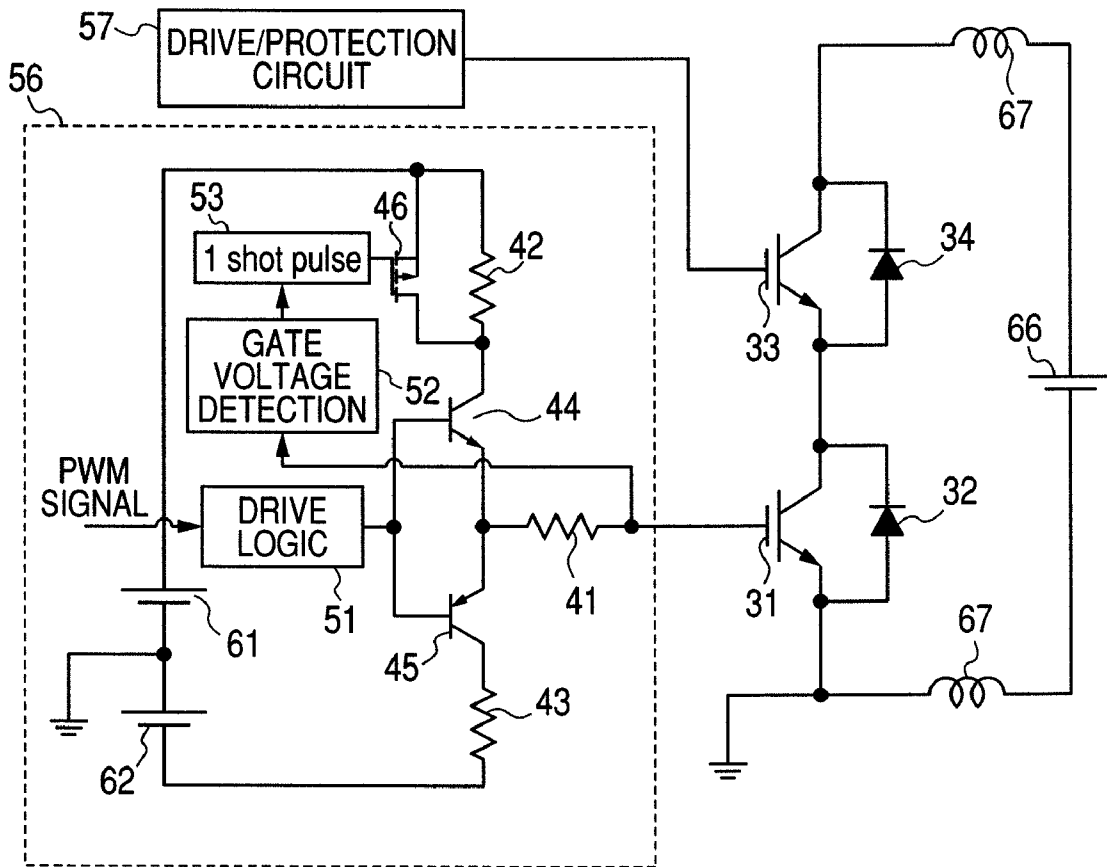 57
DRIVE/PROTECTION
CIRCUIT
67
56
53
1 shot pulse
46
42
33
34
GATE
VOLTAGE
DETECTION
52
44
66
PWM
SIGNAL
DRIVE
LOGIC
51
41
31
32
61
45
43
67
62